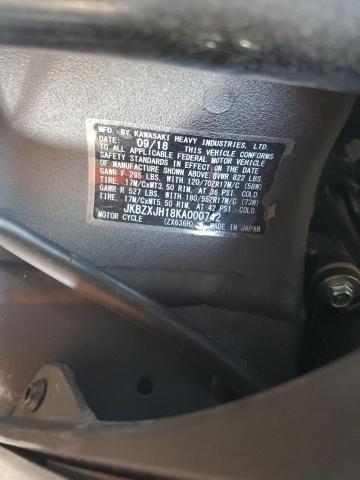 MFD. BY KAWASAKI HEAVY INDUSTRIES, LTD.
DATE: 09/18 THIS VEHICLE CONFORMS
TO ALL APPLICABLE FEDERAL MOTOR VEHICLE
SAFETY STANDARDS IN EFFECT ON THE DATE
OF MANUFACTURE SHOWN ABOVE. GVWR 822 LBS.
GAWR F 295 LBS. WITH 120/70ZR17M/C (58W)
TIRE, 17M/CxMT3.50 RIM, AT 36 PSI. COLD
GAWR R 527 LBS. WITH 180/55ZR17M/C (73W)
TIRE, 17M/CxMT5.50 RIM, AT 42 PSI. COLD
JKBZXJH18KA000742
MOTOR CYCLE (ZX636H) MADE IN JAPAN